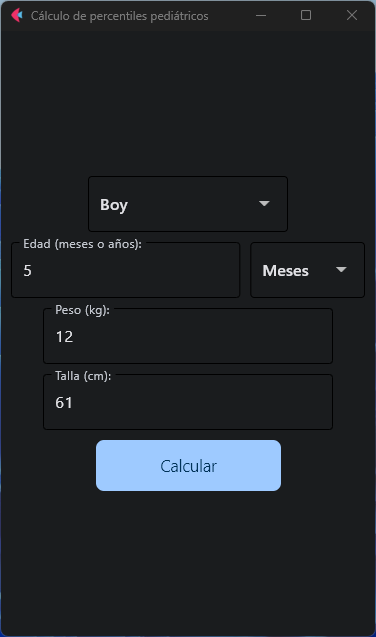 Cálculo de percentiles pediátricos
Boy
Edad (meses o años):
5
Meses
Peso (kg):
12
Talla (cm):
61
Calcular